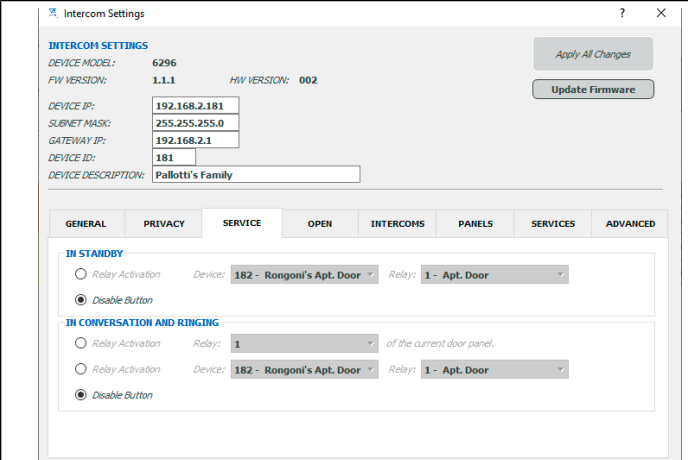 Intercom Settings ? ✕
INTERCOM SETTINGS
Apply All Changes
DEVICE MODEL: 6296
FW VERSION: 1.1.1 HW VERSION: 002
Update Firmware
DEVICE IP: 192.168.2.181
SUBNET MASK: 255.255.255.0
GATEWAY IP: 192.168.2.1
DEVICE ID: 181
DEVICE DESCRIPTION: Pallotti's Family
GENERAL PRIVACY SERVICE OPEN INTERCOMS PANELS SERVICES ADVANCED
IN STANDBY
Relay Activation Device: 182 - Rongoni's Apt. Door Relay: 1 - Apt. Door
Disable Button
IN CONVERSATION AND RINGING
Relay Activation Relay: 1 of the current door panel.
Relay Activation Device: 182 - Rongoni's Apt. Door Relay: 1 - Apt. Door
Disable Button